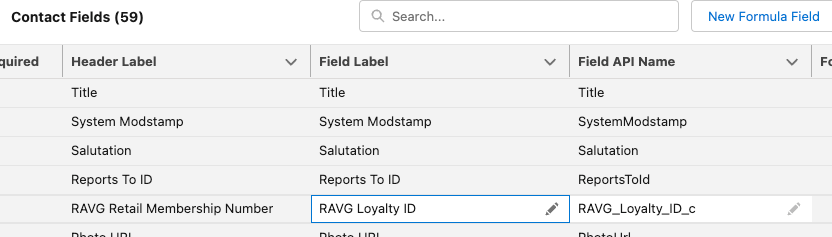 Contact Fields (59)
Search...
New Formula Field
quired Header Label Field Label Field API Name Fo
Title Title Title
System Modstamp System Modstamp SystemModstamp
Salutation Salutation Salutation
Reports To ID Reports To ID ReportsToId
RAVG Retail Membership Number RAVG Loyalty ID RAVG_Loyalty_ID_c
Photo URL Photo URL PhotoUrl